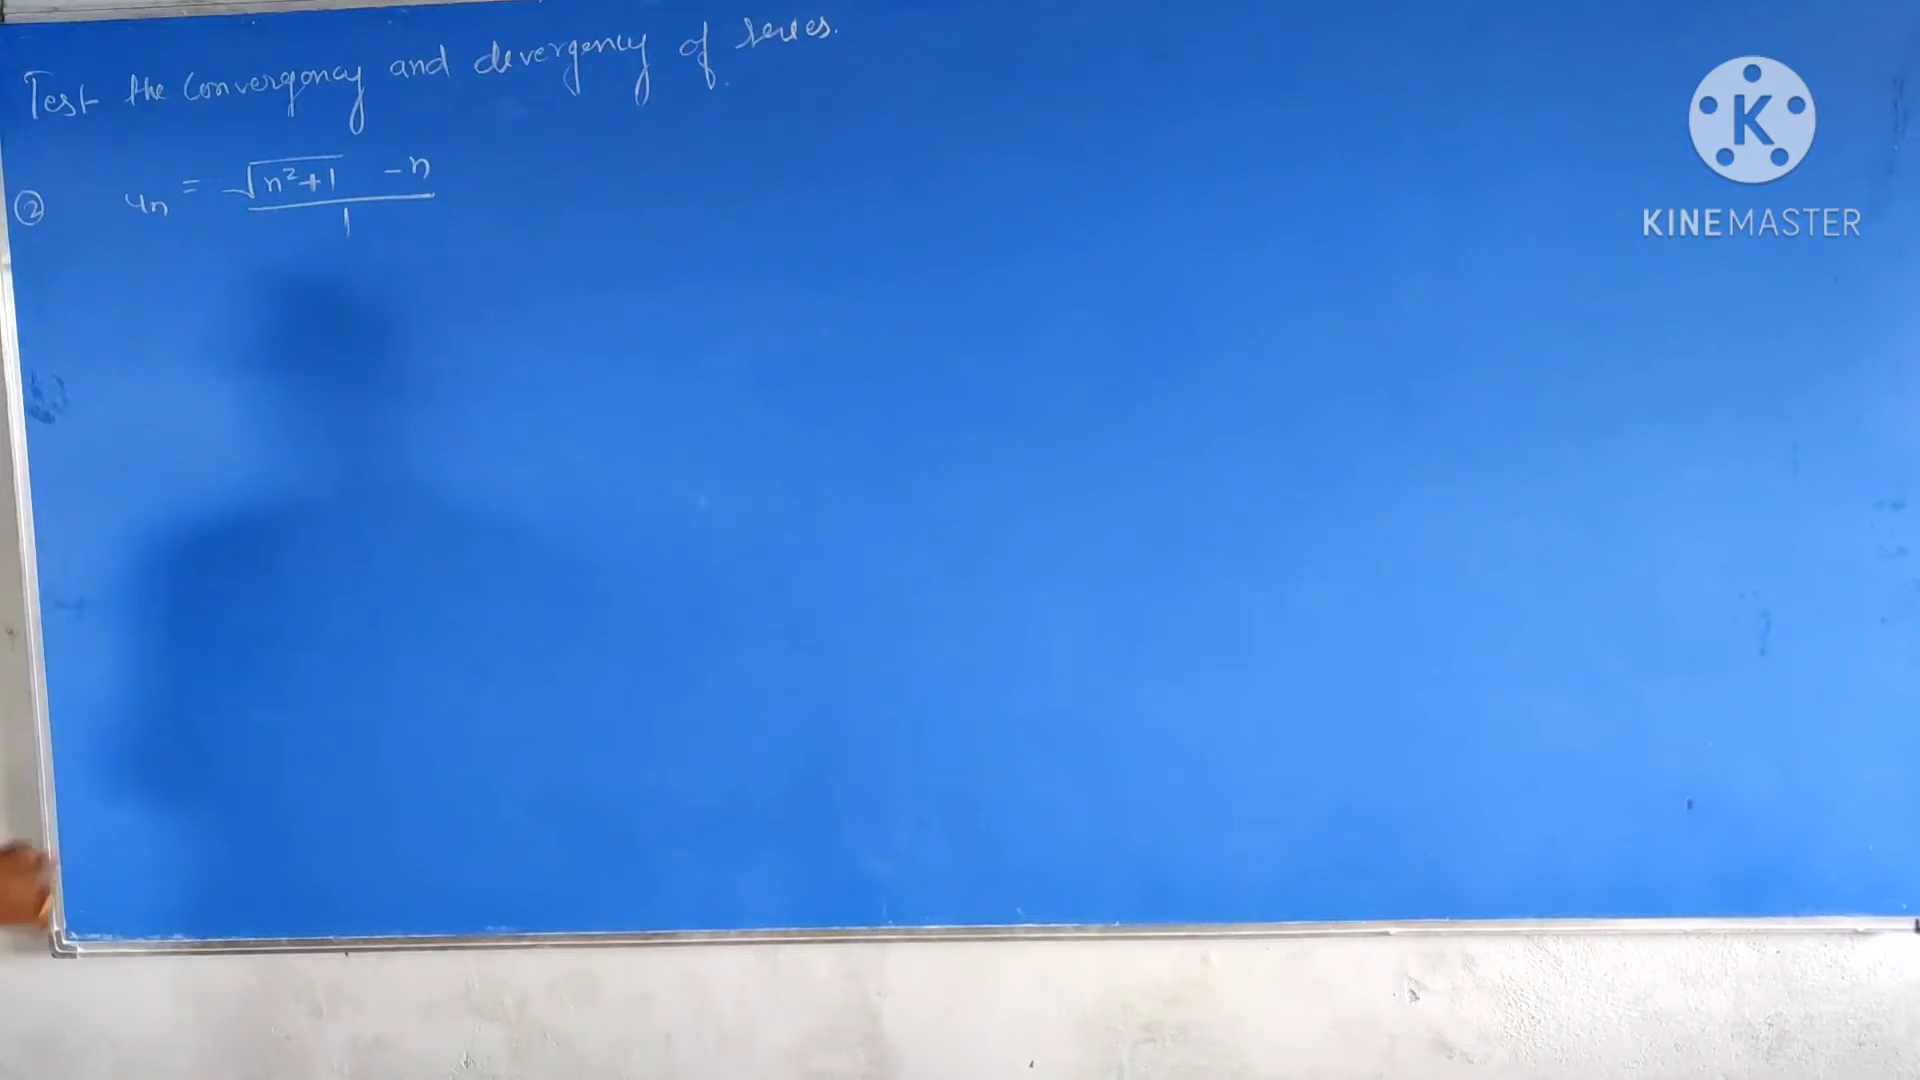 Test the Convergency and divergency of series.
② un = √n²+1 - n / 1
K
KINEMASTER